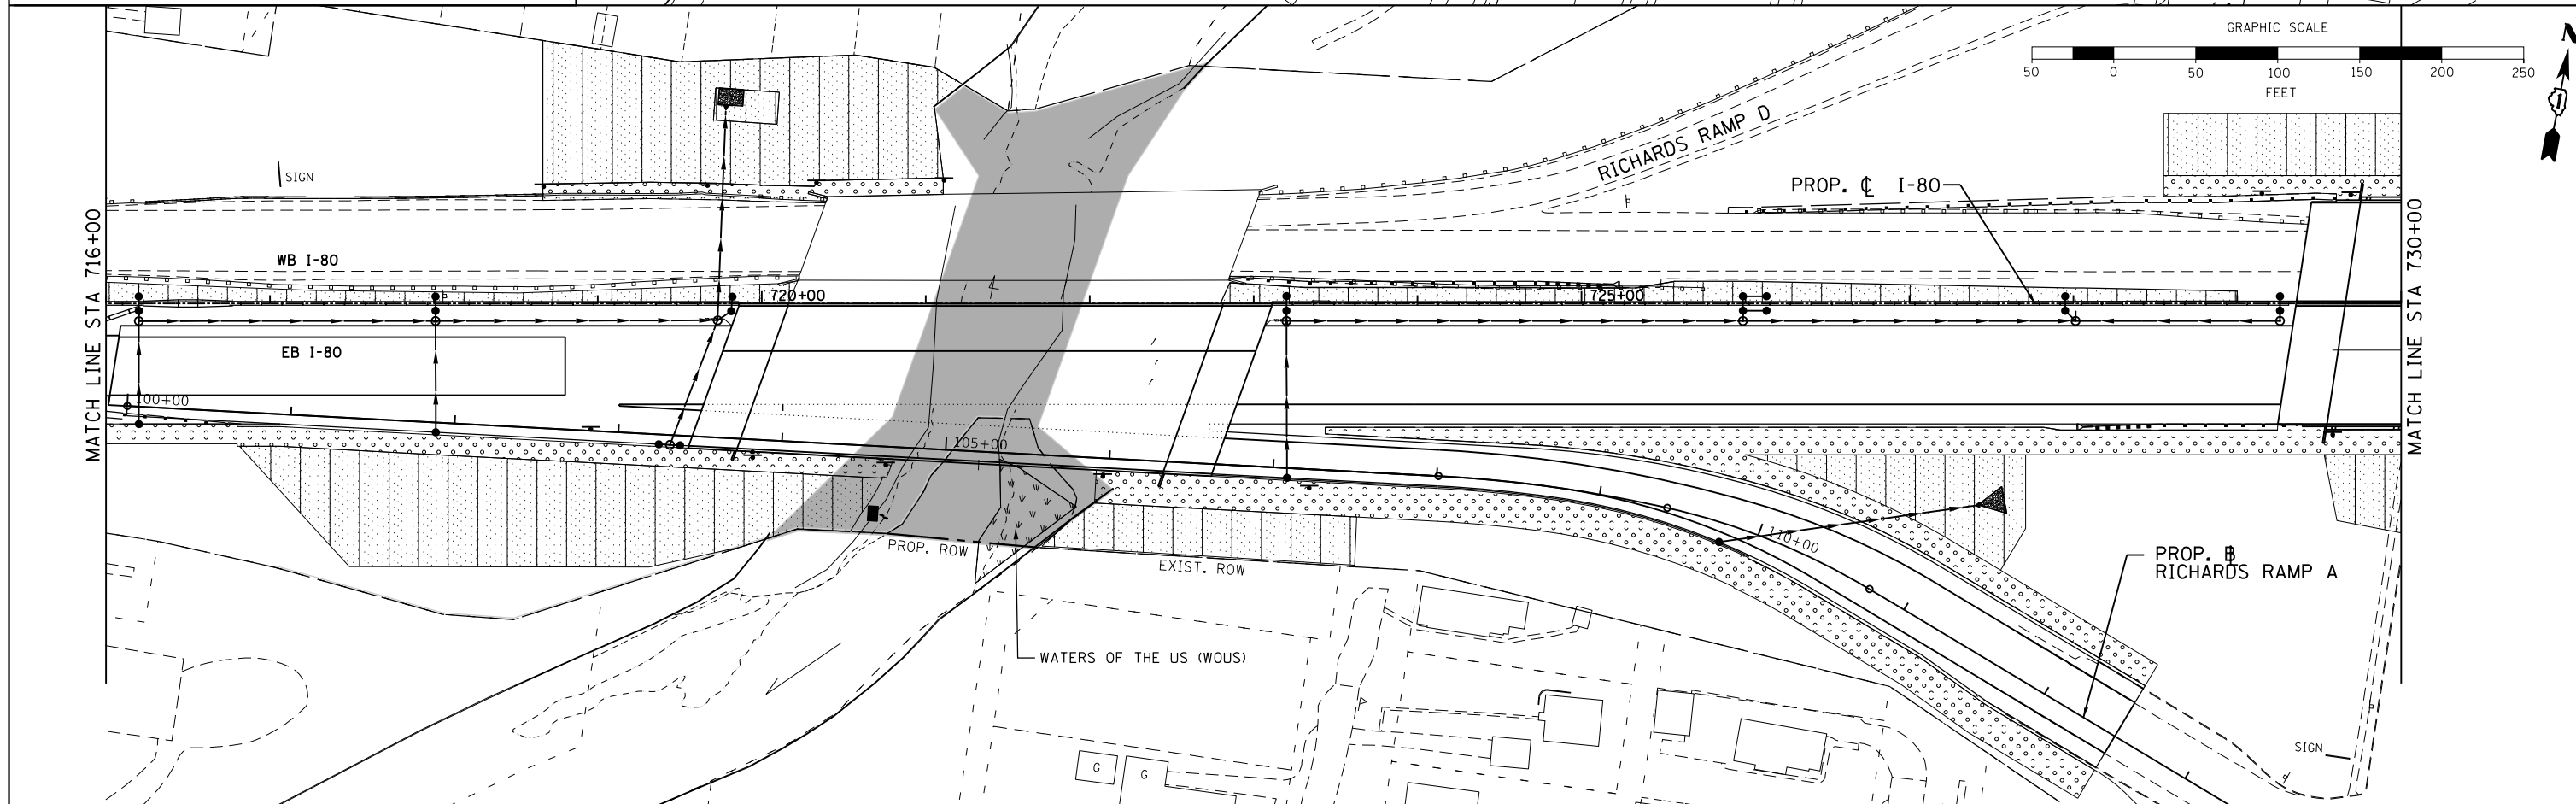 GRAPHIC SCALE
50 0 50 100 150 200 250
FEET
N
1
RICHARDS RAMP D
SIGN
PROP. ℄ I-80
MATCH LINE STA 716+00
MATCH LINE STA 730+00
WB I-80
720+00
725+00
EB I-80
100+00
105+00
110+00
PROP. ROW
EXIST. ROW
PROP. B
RICHARDS RAMP A
WATERS OF THE US (WOUS)
SIGN
G
G